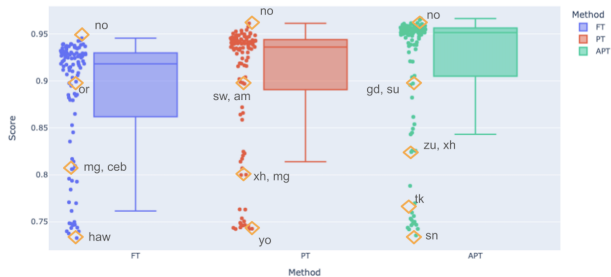 no
no
no
Method
FT
PT
APT
0.95
0.9
0.85
0.8
0.75
Score
or
sw, am
gd, su
mg, ceb
xh, mg
zu, xh
tk
haw
yo
sn
FT
PT
APT
Method